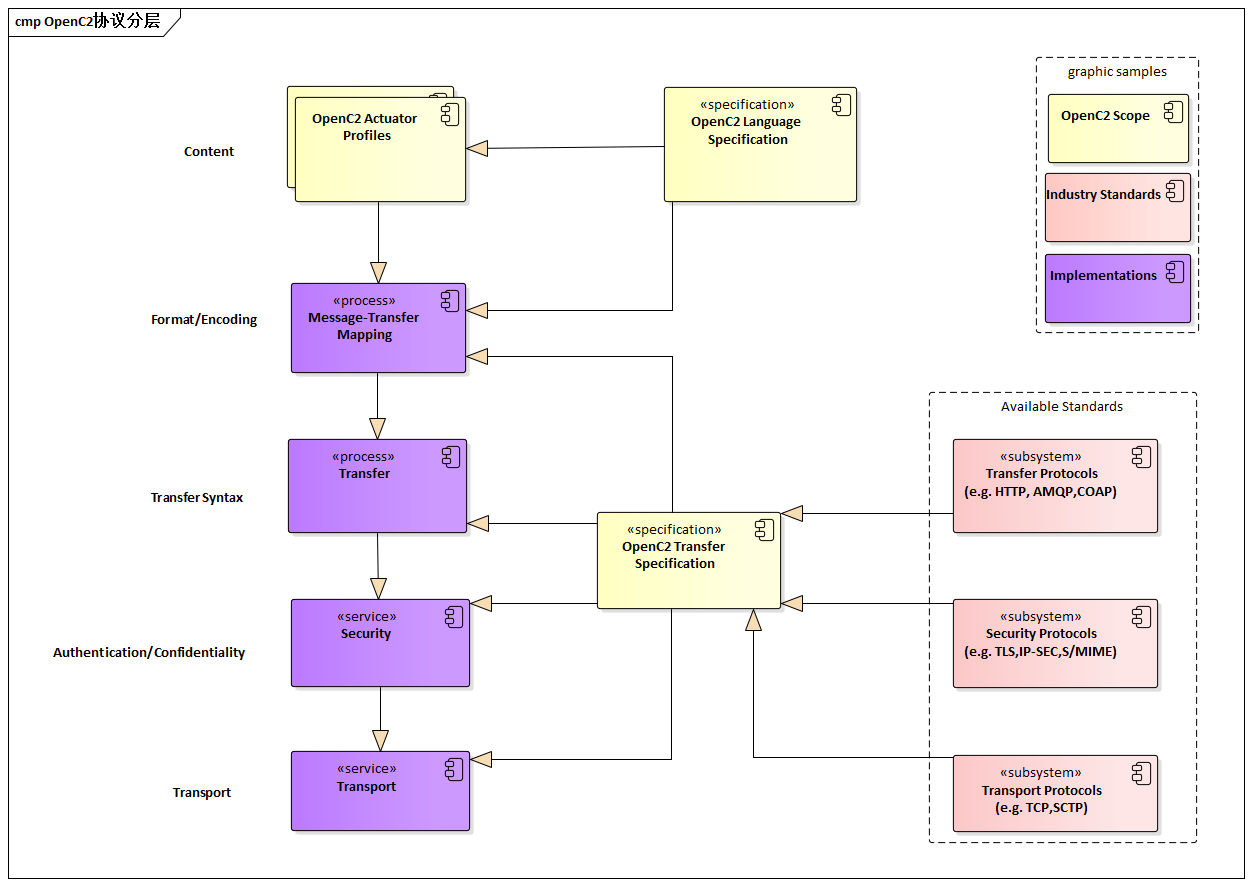 cmp OpenC2协议分层
graphic samples
OpenC2 Scope
Industry Standards
Implementations
Content
OpenC2 Actuator
Profiles
«specification»
OpenC2 Language
Specification
Format/Encoding
«process»
Message-Transfer
Mapping
Transfer Syntax
«process»
Transfer
«specification»
OpenC2 Transfer
Specification
Available Standards
«subsystem»
Transfer Protocols
(e.g. HTTP, AMQP,COAP)
Authentication/Confidentiality
«service»
Security
«subsystem»
Security Protocols
(e.g. TLS,IP-SEC,S/MIME)
Transport
«service»
Transport
«subsystem»
Transport Protocols
(e.g. TCP,SCTP)